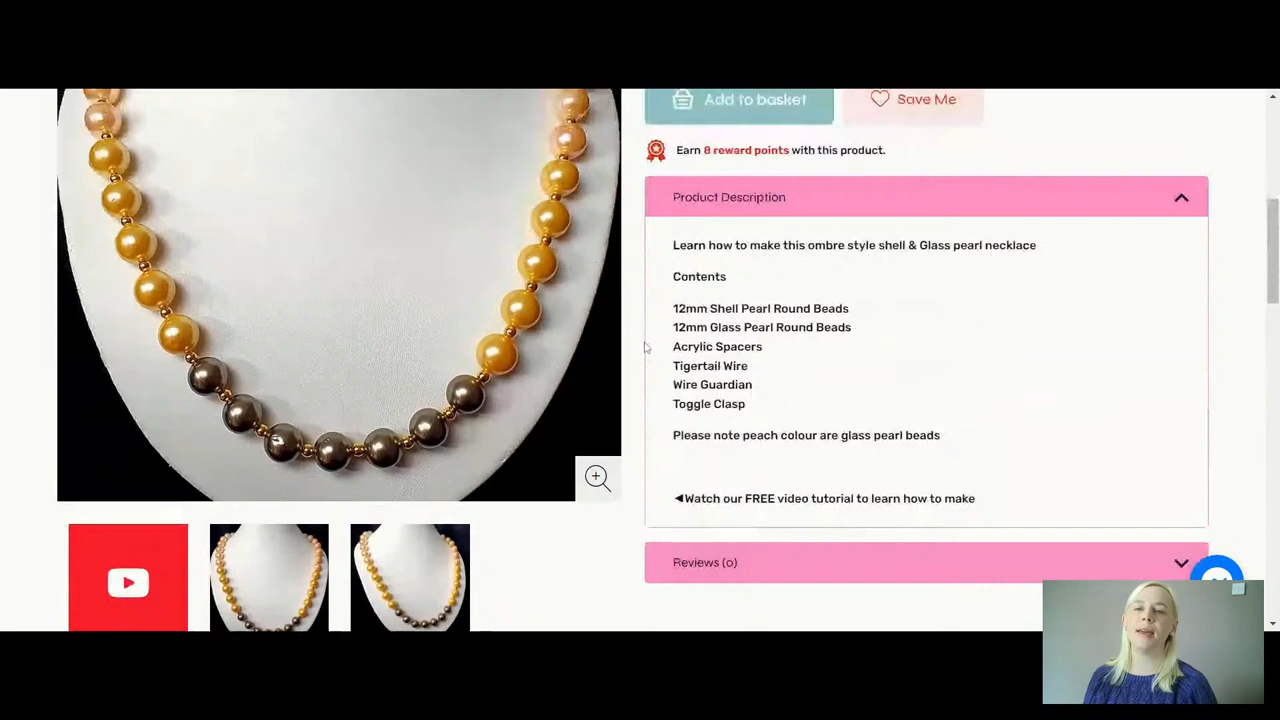 Add to basket
Save Me
Earn 8 reward points with this product.
Product Description
Learn how to make this ombre style shell & Glass pearl necklace
Contents
12mm Shell Pearl Round Beads
12mm Glass Pearl Round Beads
Acrylic Spacers
Tigertail Wire
Wire Guardian
Toggle Clasp
Please note peach colour are glass pearl beads
◄Watch our FREE video tutorial to learn how to make
Reviews (0)